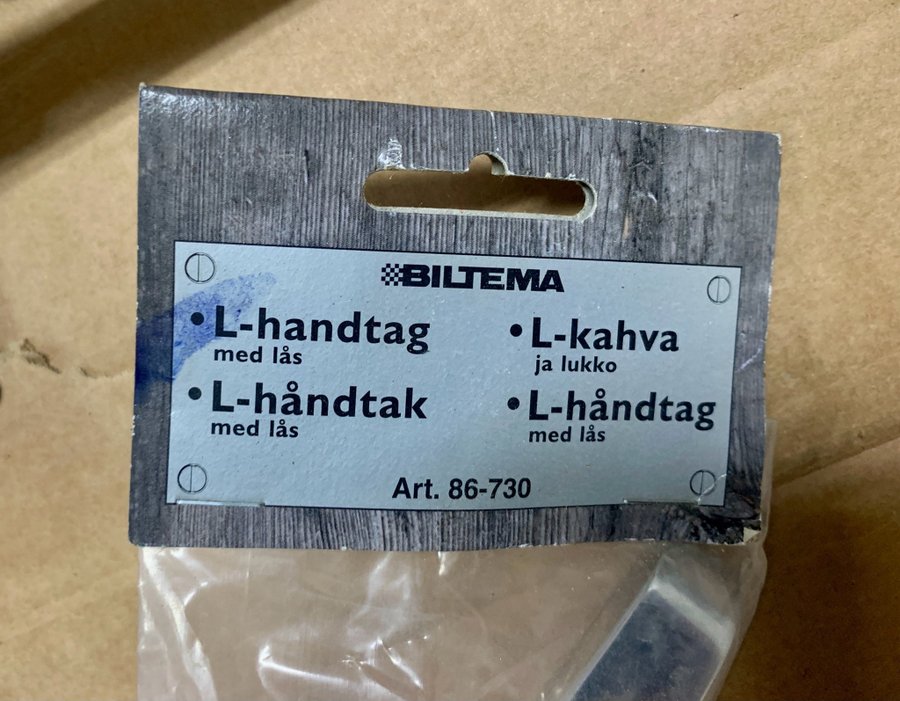 BILTEMA
• L-handtag
med lås
• L-håndtak
med lås
• L-kahva
ja lukko
• L-håndtag
med lås
Art. 86-730